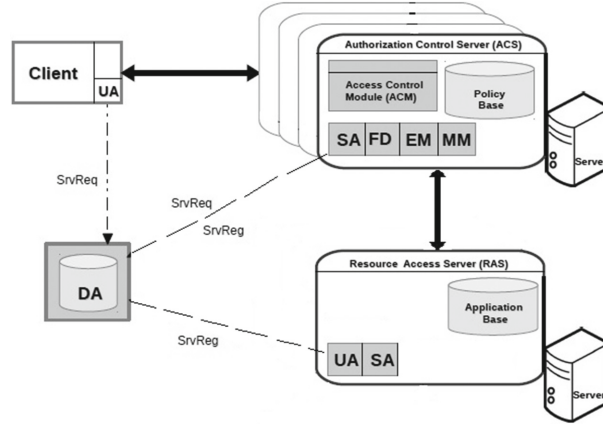 Authorization Control Server (ACS)
Client
UA
Access Control
Module (ACM)
Policy
Base
SA FD EM MM
Server
SrvReq
SrvReq
SrvReg
DA
Resource Access Server (RAS)
Application
Base
SrvReg
UA SA
Server